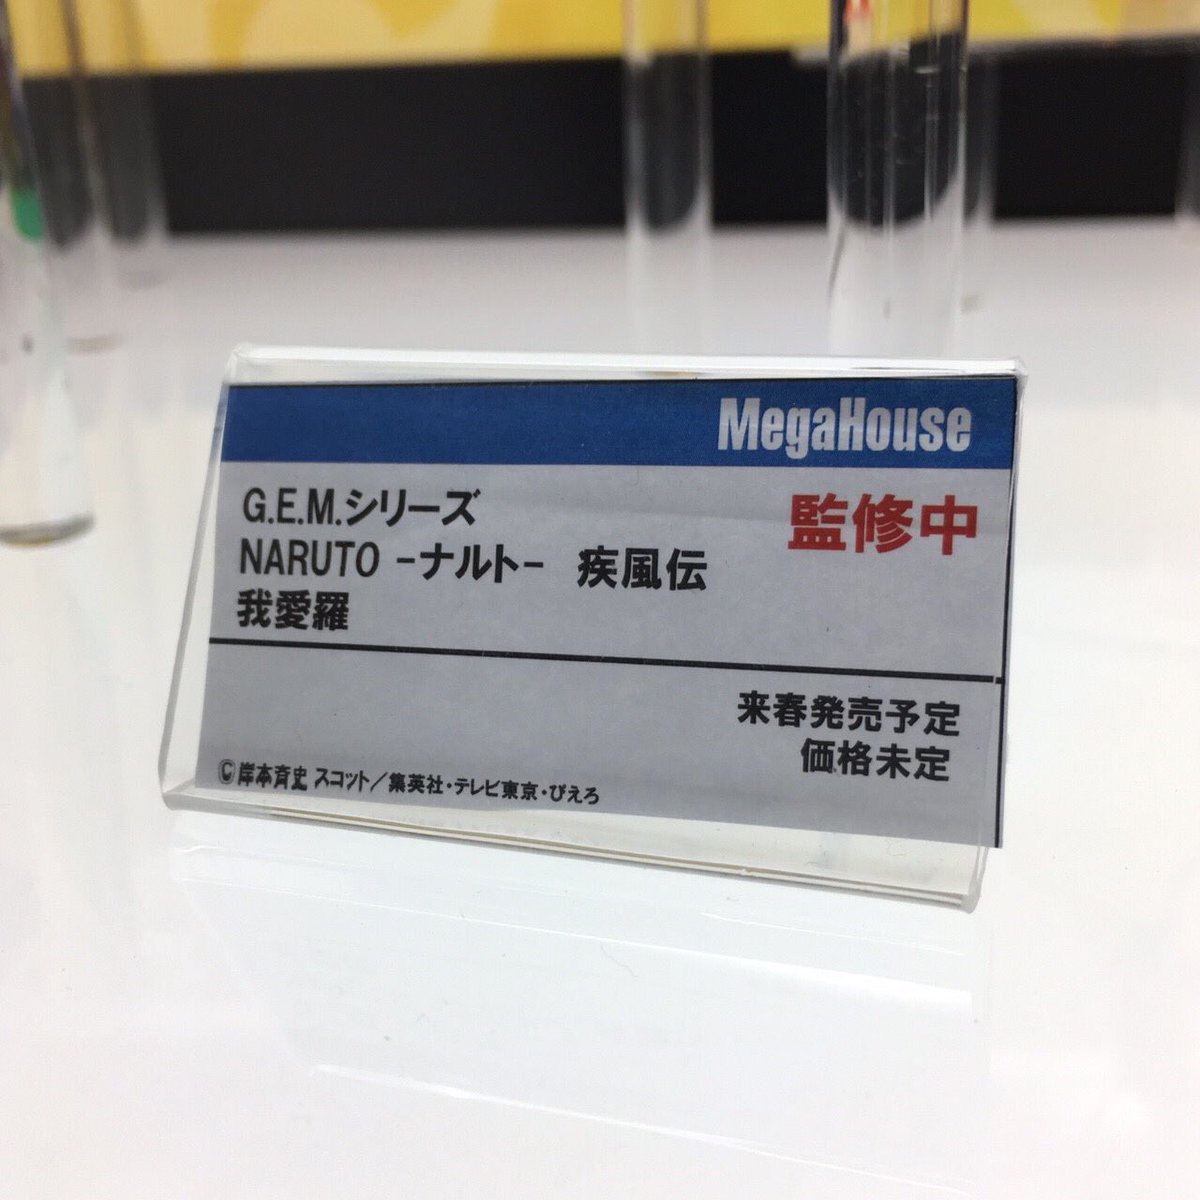 MegaHouse
G.E.M.シリーズ
監修中
NARUTO -ナルト- 疾風伝
我愛羅
来春発売予定
価格未定
©岸本斉史 スコット／集英社・テレビ東京・ぴえろ